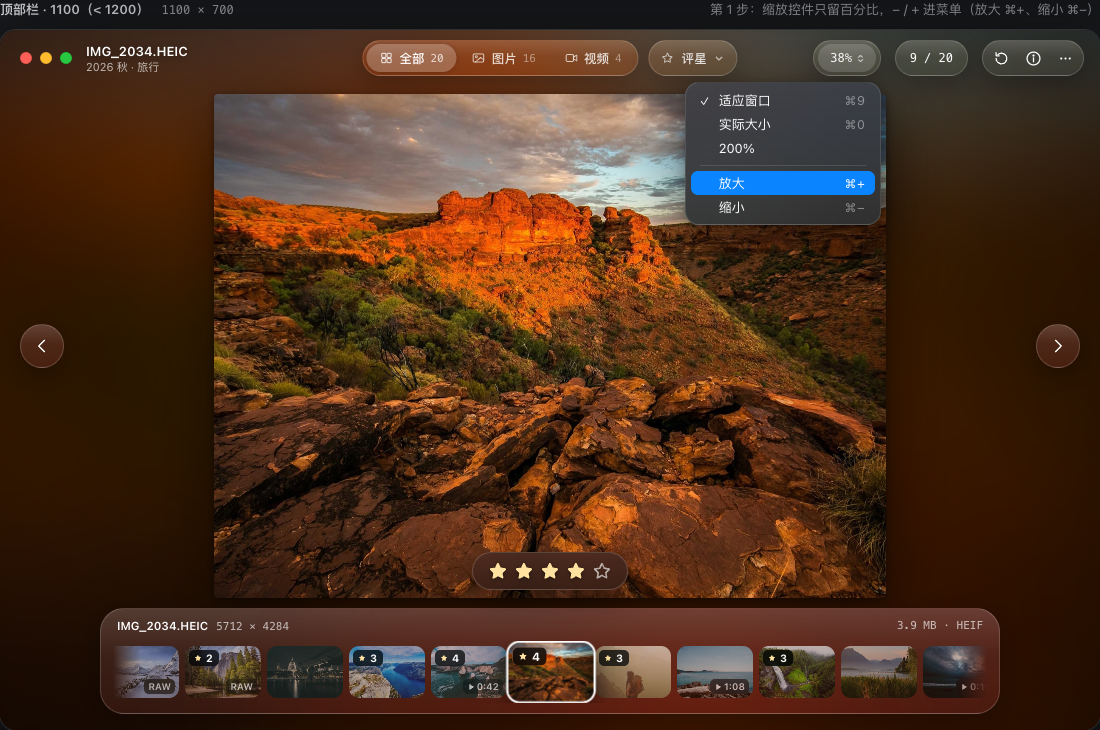 顶部栏 · 1100（< 1200） 1100 × 700
第 1 步：缩放控件只留百分比，− / + 进菜单（放大 ⌘+、缩小 ⌘−）
IMG_2034.HEIC
2026 秋 · 旅行
全部 20 图片 16 视频 4 评星 38% 9 / 20
✓ 适应窗口 ⌘9
实际大小 ⌘0
200%
放大 ⌘+
缩小 ⌘−
IMG_2034.HEIC 5712 × 4284 3.9 MB · HEIF
★ 2 ★ 3 ★ 4 ★ 4 ★ 3 ★ 3
RAW RAW 0:42 1:08